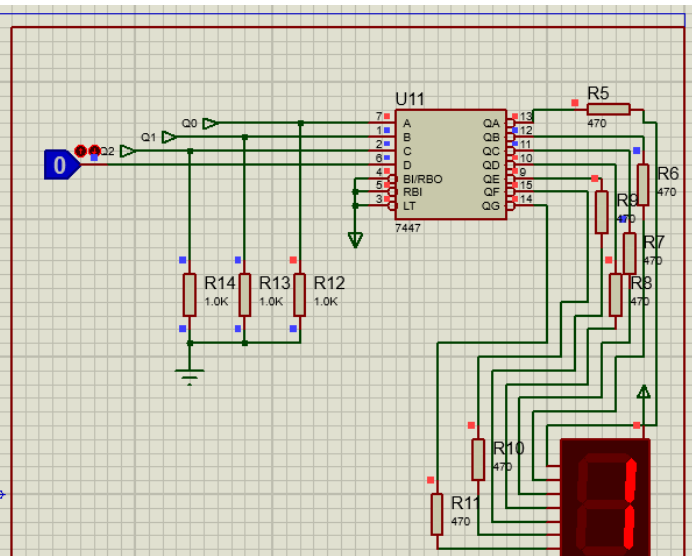 U11
R5
470
Q0
7
A
QA
13
Q1
1
B
QB
12
0
Q2
2
C
QC
11
6
D
QD
10
4
BI/RBO
QE
9
5
RBI
QF
15
3
LT
QG
14
7447
R6
470
R9
470
R7
470
R8
470
R14
1.0K
R13
1.0K
R12
1.0K
R10
470
R11
470
1